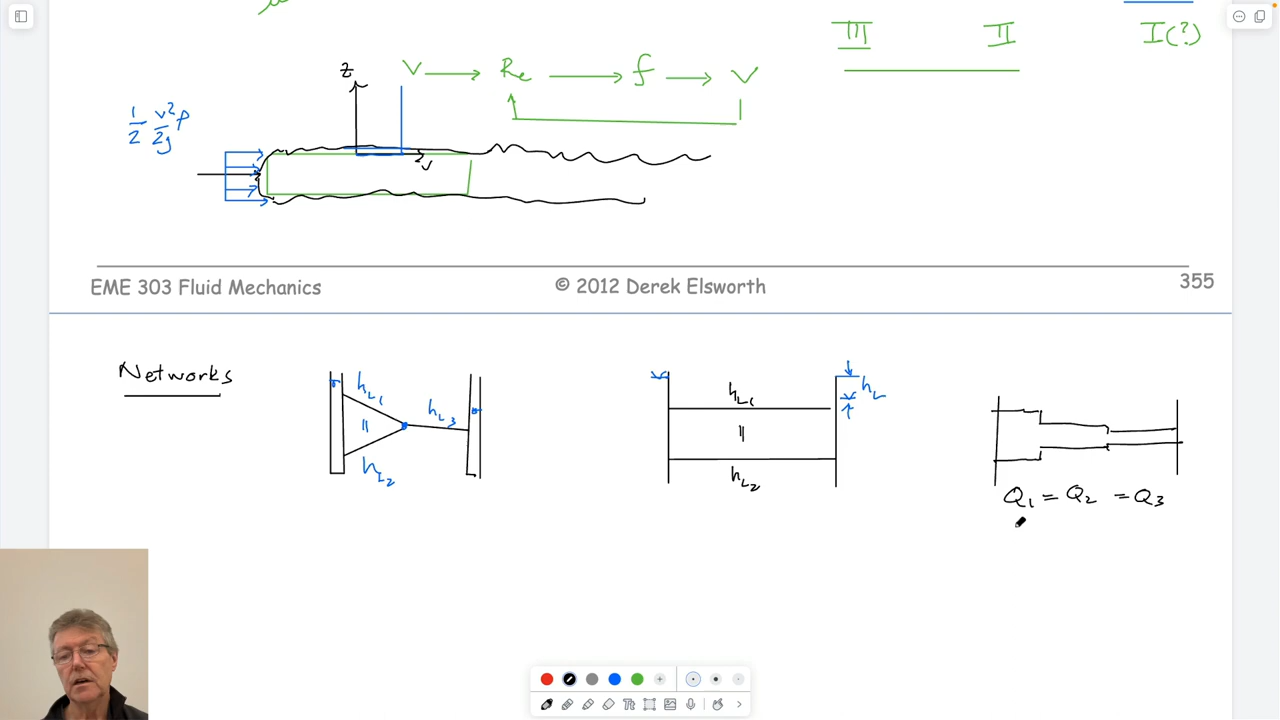 III II I(?)
z V → Re → f → V
1/2 v²/2g ρ
v
EME 303 Fluid Mechanics © 2012 Derek Elsworth 355
Networks
hL1 hL3
||
hL2
hL1 hL
||
hL2
Q1 = Q2 = Q3